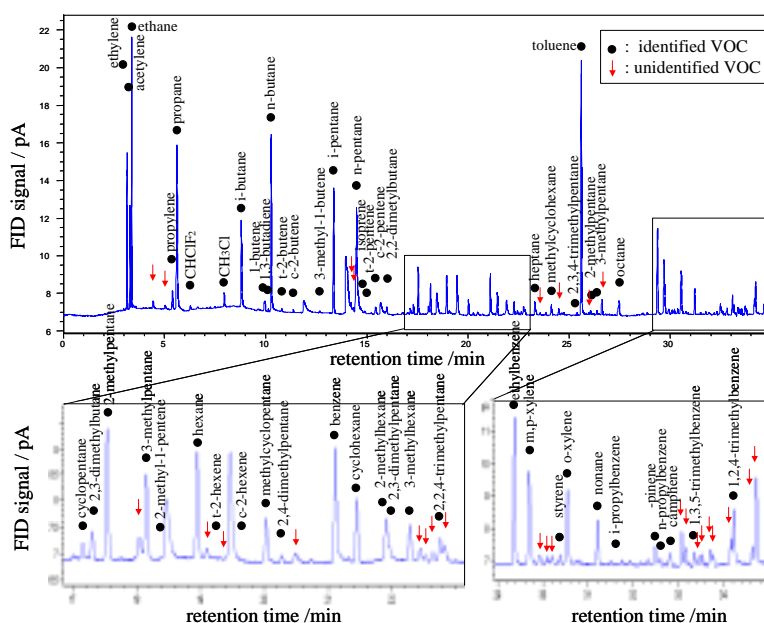 ethane
ethylene
acetylene
propane
propylene
CHClF2
CH3Cl
i-butane
n-butane
1-butene
1,3-butadiene
t-2-butene
c-2-butene
3-methyl-1-butene
i-pentane
n-pentane
isoprene
t-2-pentene
c-2-pentene
2,2-dimetylbutane
heptane
methylcyclohexane
toluene
2,3,4-trimethylpentane
2-methylpentane
3-methylpentane
octane
: identified VOC
: unidentified VOC
FID signal / pA
22
20
18
16
14
12
10
8
6
0 5 10 15 20 25 30
retention time /min
cyclopentane
2,3-dimethylbutane
2-methylpentane
3-methylpentane
2-methyl-1-pentene
hexane
t-2-hexene
c-2-hexene
methylcyclopentane
2,4-dimethylpentane
benzene
cyclohexane
2-methylhexane
2,3-dimethylpentane
3-methylhexane
2,2,4-trimethylpentane
FID signal / pA
retention time /min
ethylbenzene
m,p-xylene
styrene
o-xylene
nonane
i-propylbenzene
-pinene
n-propylbenzene
camphene
1,3,5-trimethylbenzene
1,2,4-trimethylbenzene
FID signal / pA
retention time /min